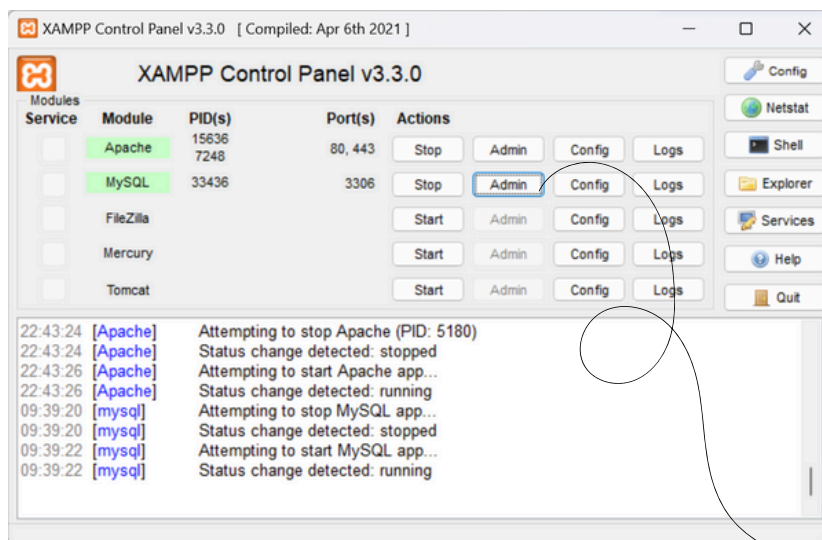 XAMPP Control Panel v3.3.0 [ Compiled: Apr 6th 2021 ]
XAMPP Control Panel v3.3.0
Config
Modules
Service Module PID(s) Port(s) Actions
Netstat
Apache 15636 7248 80, 443 Stop Admin Config Logs
Shell
MySQL 33436 3306 Stop Admin Config Logs
Explorer
FileZilla Start Admin Config Logs
Services
Mercury Start Admin Config Logs
Help
Tomcat Start Admin Config Logs
Quit
22:43:24 [Apache] Attempting to stop Apache (PID: 5180)
22:43:24 [Apache] Status change detected: stopped
22:43:26 [Apache] Attempting to start Apache app...
22:43:26 [Apache] Status change detected: running
09:39:20 [mysql] Attempting to stop MySQL app...
09:39:20 [mysql] Status change detected: stopped
09:39:22 [mysql] Attempting to start MySQL app...
09:39:22 [mysql] Status change detected: running